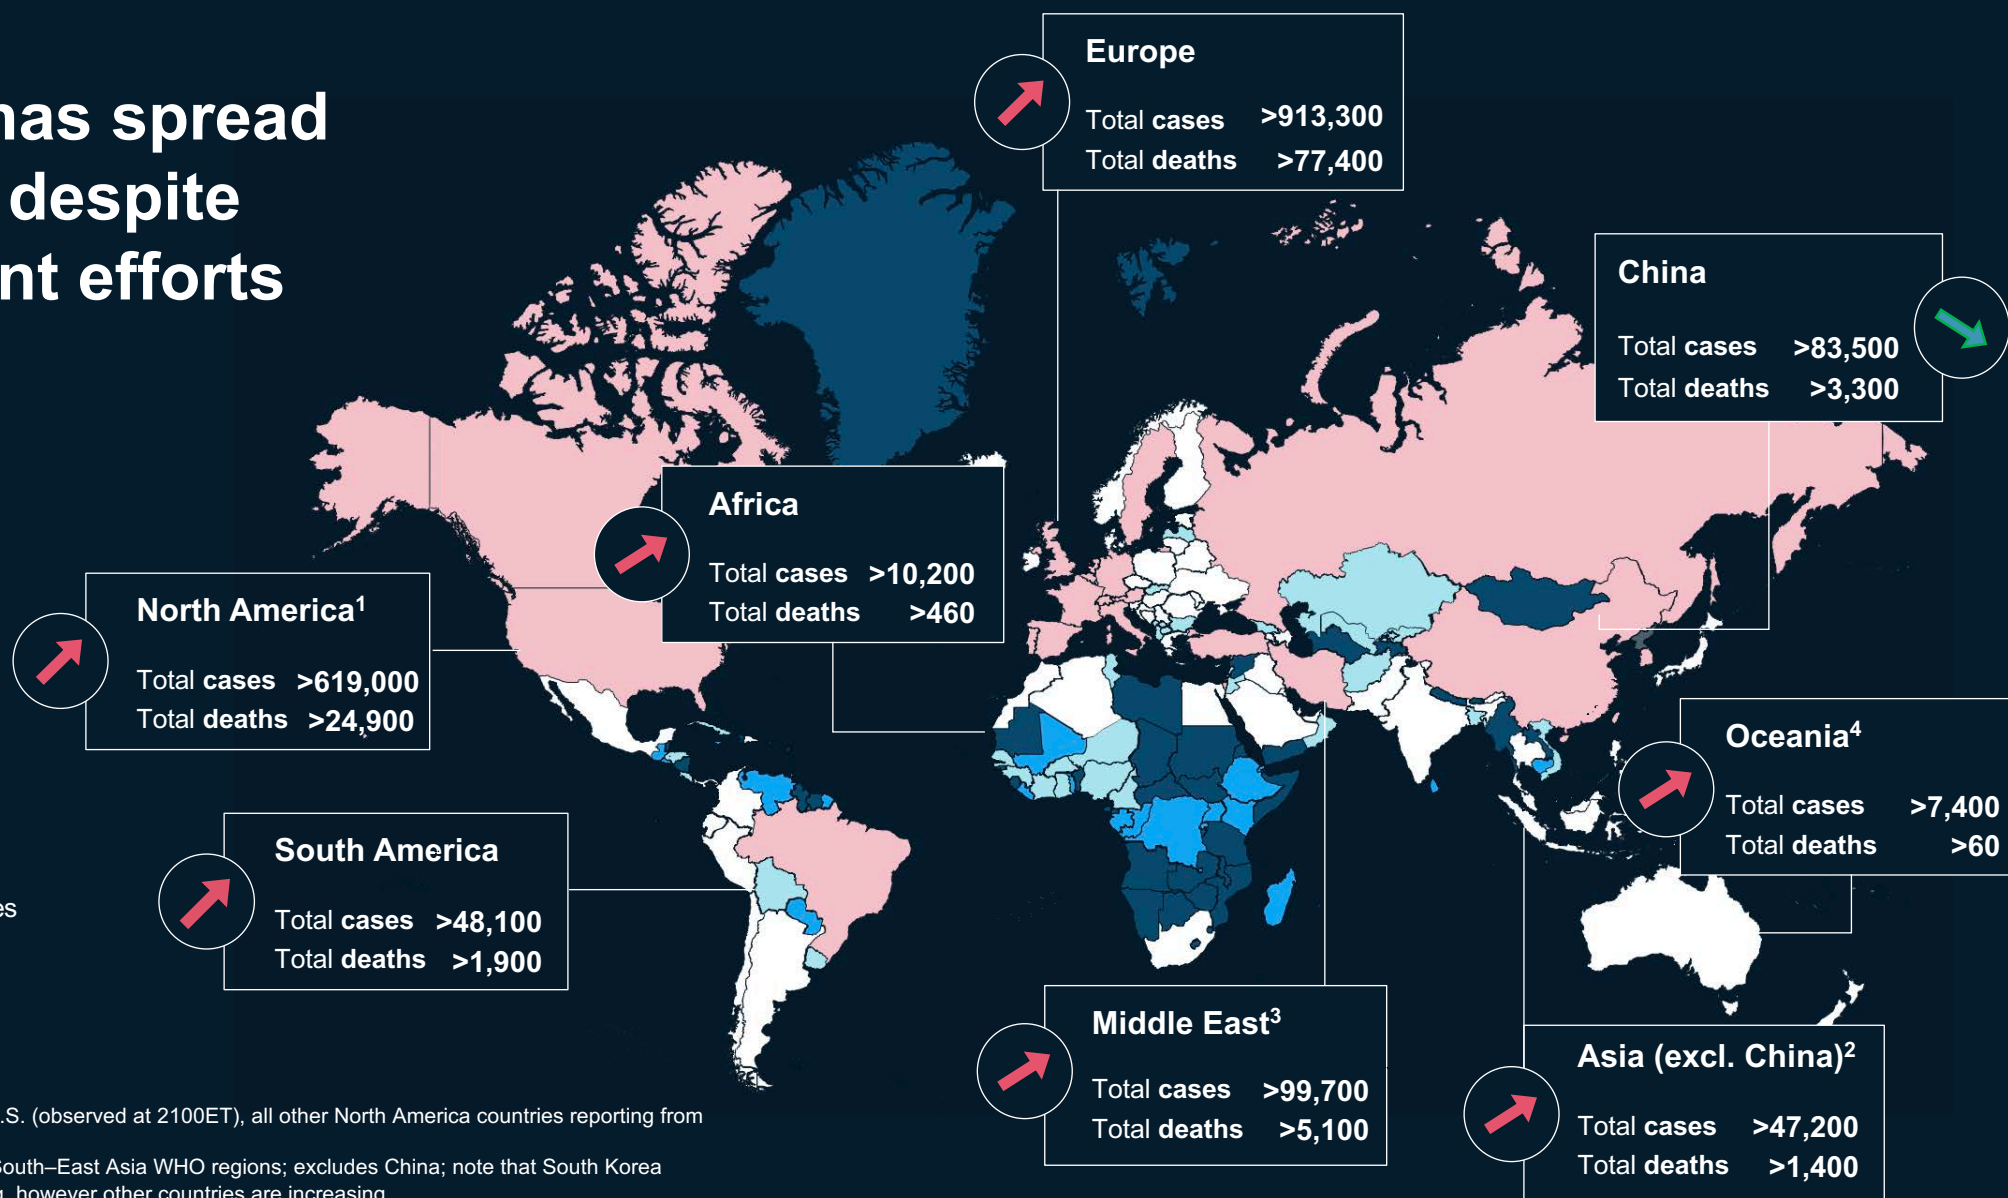 has spread
despite
nt efforts
Europe
Total cases >913,300
Total deaths >77,400
China
Total cases >83,500
Total deaths >3,300
Africa
Total cases >10,200
Total deaths >460
North America¹
Total cases >619,000
Total deaths >24,900
Oceania⁴
Total cases >7,400
Total deaths >60
South America
Total cases >48,100
Total deaths >1,900
es
Middle East³
Total cases >99,700
Total deaths >5,100
Asia (excl. China)²
Total cases >47,200
Total deaths >1,400
.S. (observed at 2100ET), all other North America countries reporting from
South–East Asia WHO regions; excludes China; note that South Korea
however other countries are increasing